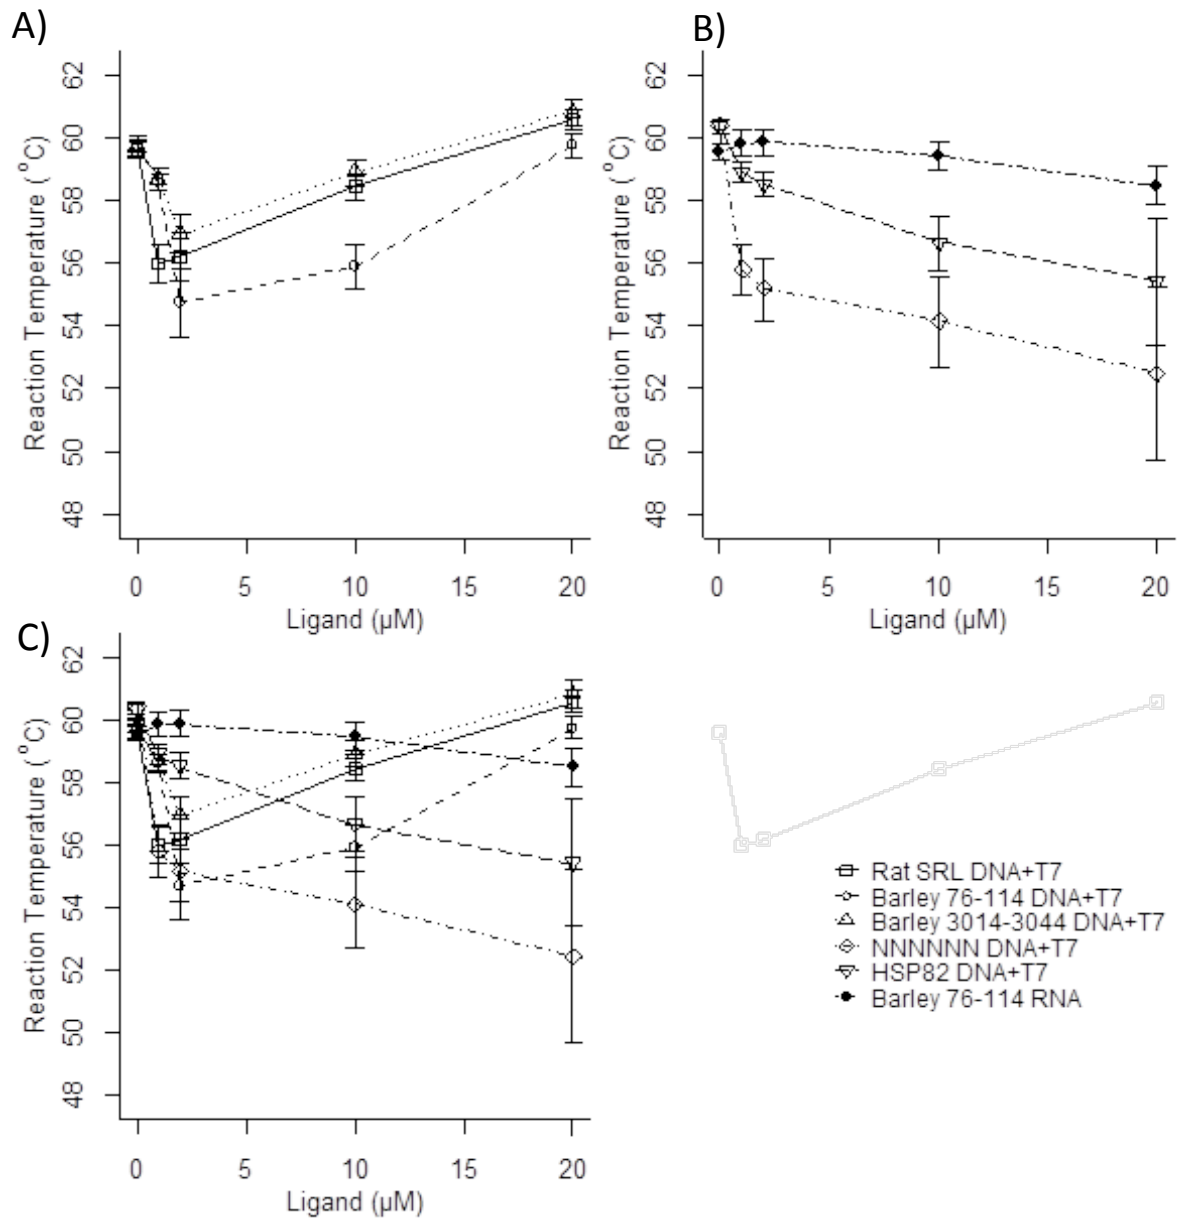 A)
62
60
58
56
54
52
50
48
Reaction Temperature (°C)
0 5 10 15 20
Ligand (µM)
B)
62
60
58
56
54
52
50
48
Reaction Temperature (°C)
0 5 10 15 20
Ligand (µM)
C)
62
60
58
56
54
52
50
48
Reaction Temperature (°C)
0 5 10 15 20
Ligand (µM)
Rat SRL DNA+T7
Barley 76-114 DNA+T7
Barley 3014-3044 DNA+T7
NNNNNN DNA+T7
HSP82 DNA+T7
Barley 76-114 RNA